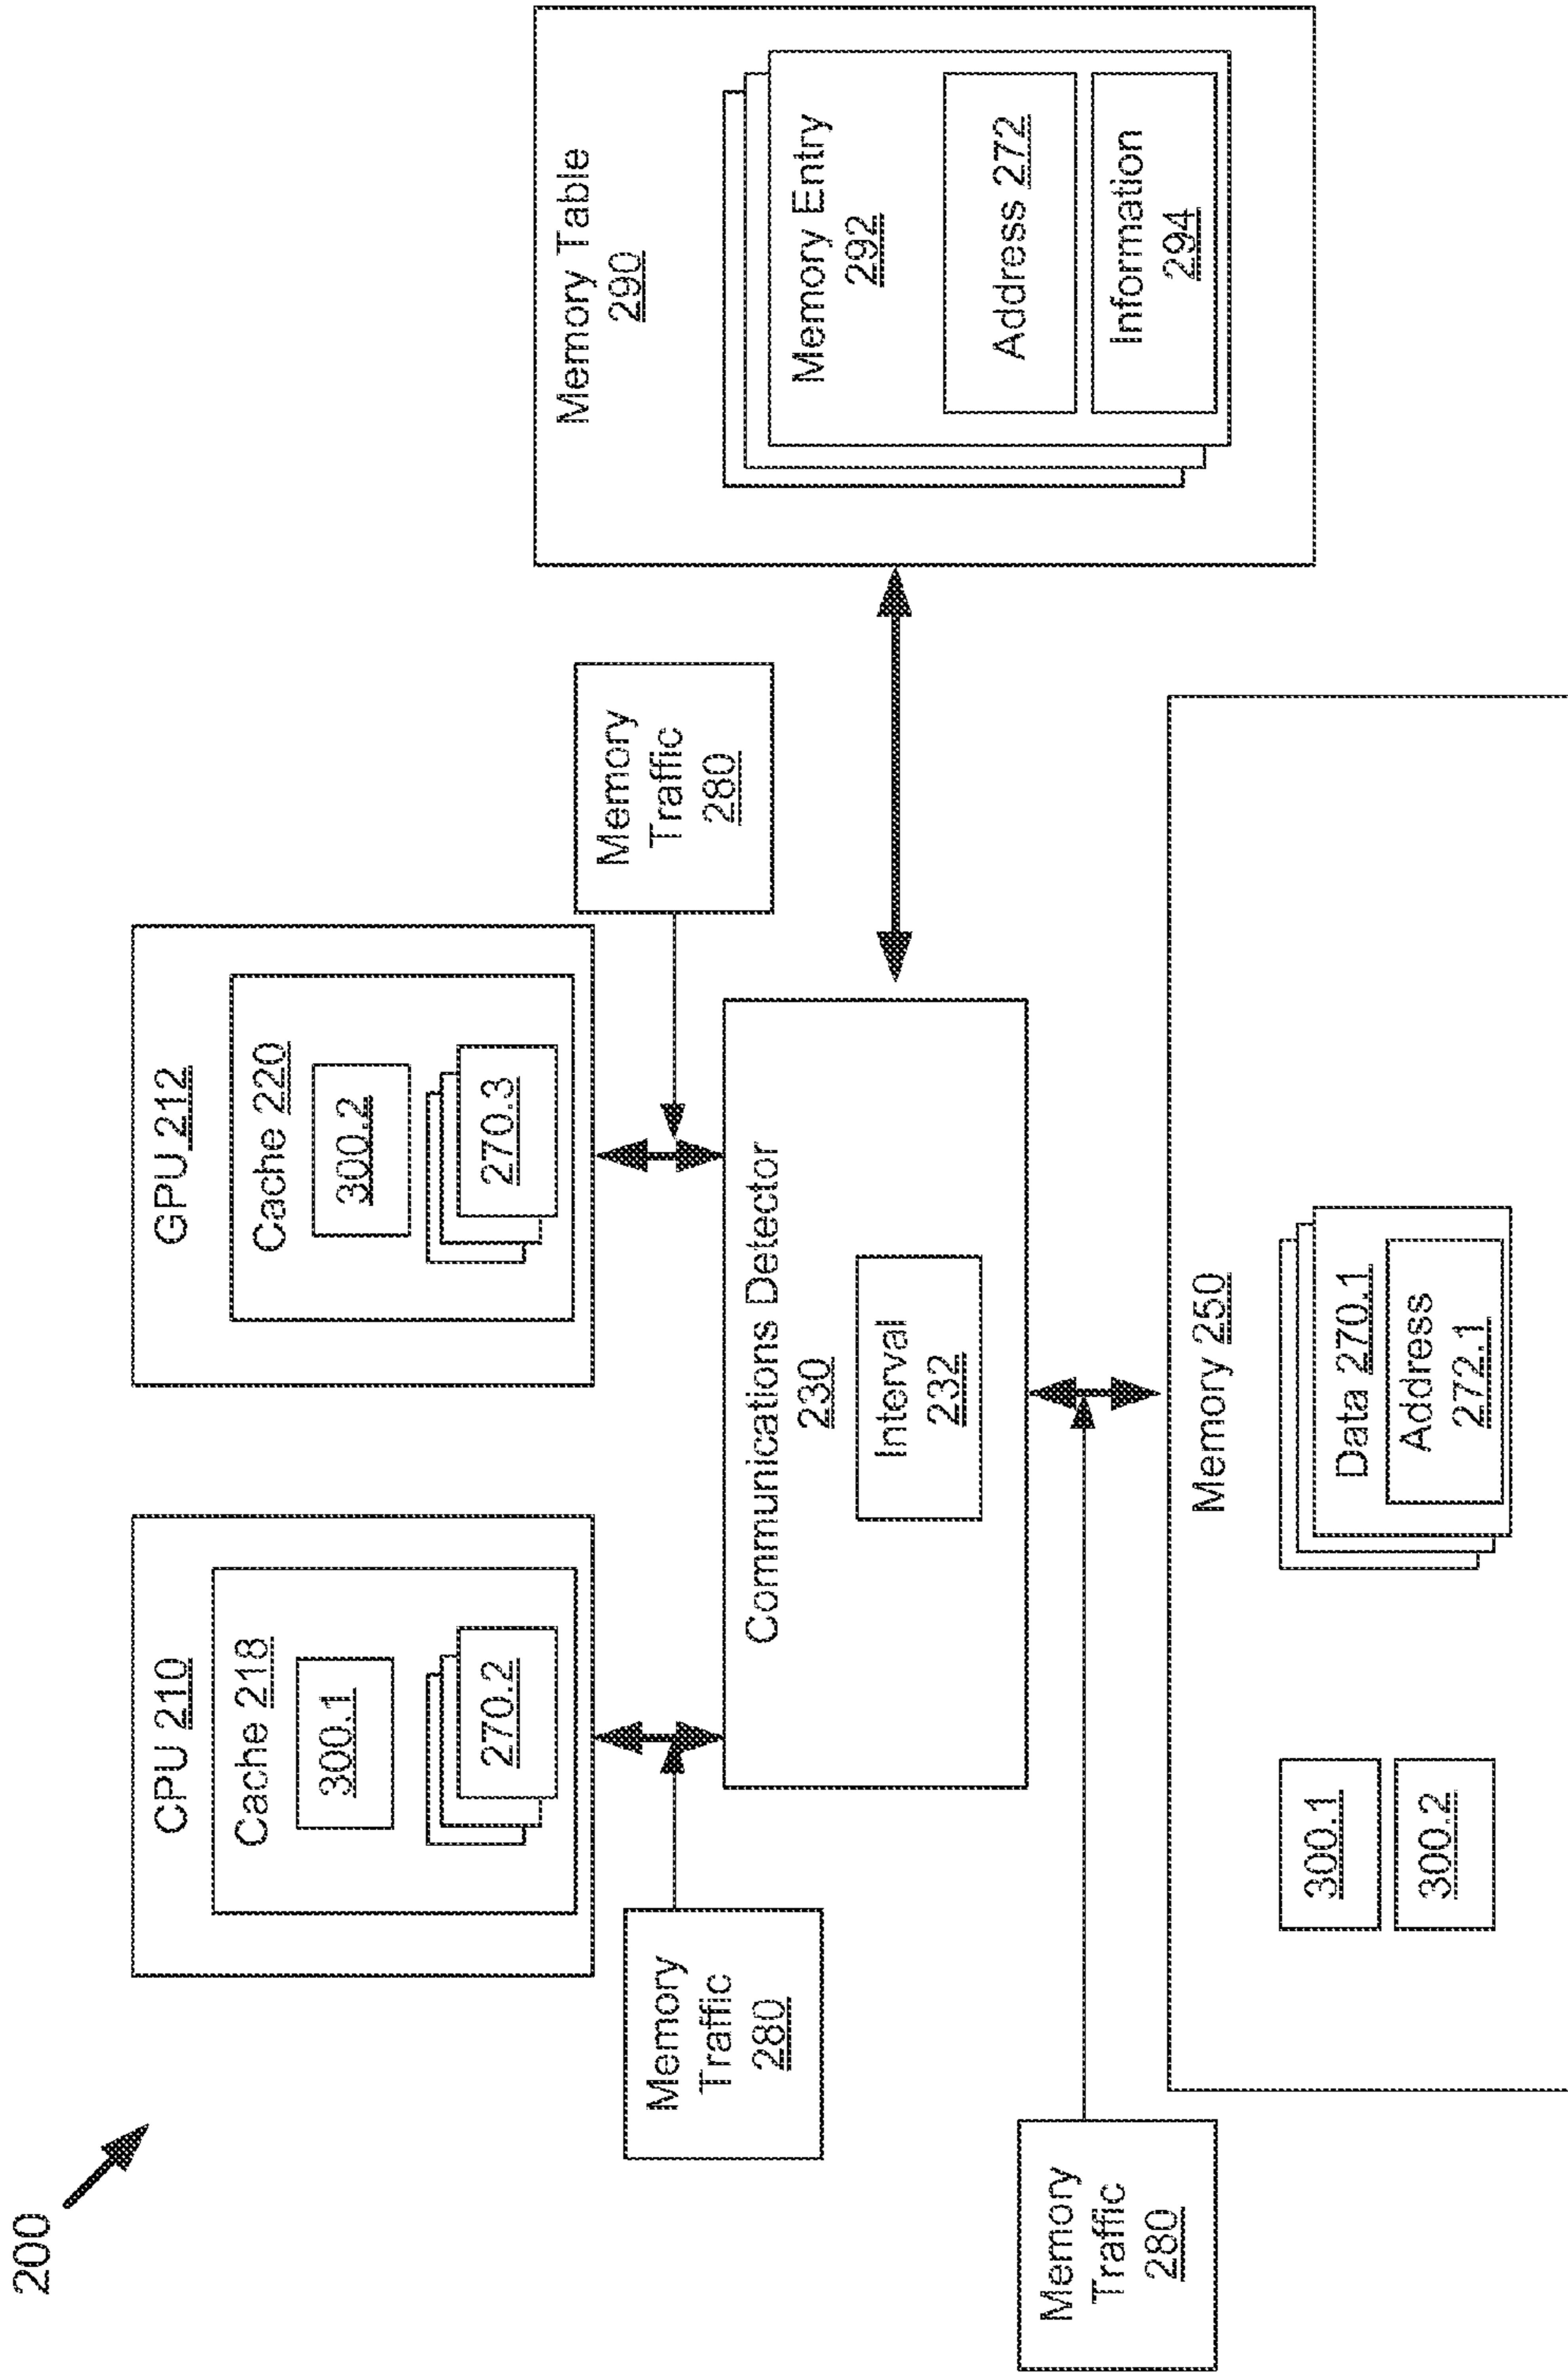 200
CPU 210
Cache 218
300.1
270.2
GPU 212
Cache 220
300.2
270.3
Memory
Traffic
280
Memory
Traffic
280
Communications Detector
230
Interval
232
Memory Table
290
Memory Entry
292
Address 272
Information
294
Memory
Traffic
280
Memory 250
300.1
300.2
Data 270.1
Address
272.1